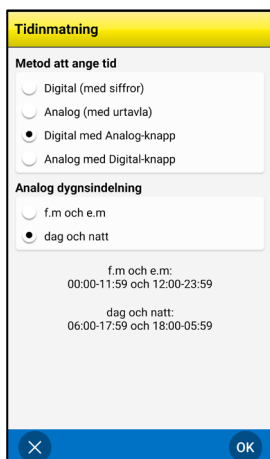 Tidinmatning
Metod att ange tid
Digital (med siffror)
Analog (med urtavla)
Digital med Analog-knapp
Analog med Digital-knapp
Analog dygnsindelning
f.m och e.m
dag och natt
f.m och e.m:
00:00-11:59 och 12:00-23:59
dag och natt:
06:00-17:59 och 18:00-05:59
OK